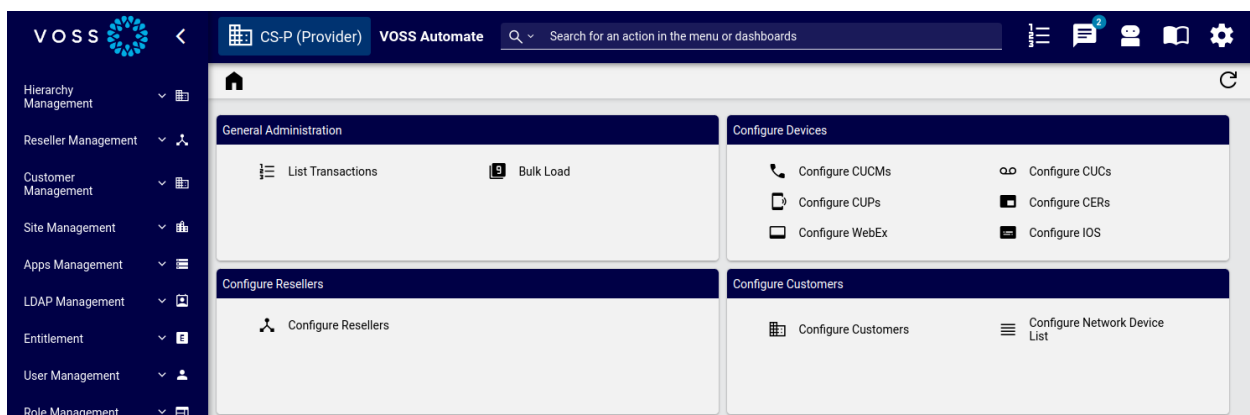 VOSS
CS-P (Provider)
VOSS Automate
Search for an action in the menu or dashboards
2
Hierarchy
Management
Reseller Management
Customer
Management
Site Management
Apps Management
LDAP Management
Entitlement
E
User Management
Role Management
General Administration
List Transactions
9
Bulk Load
Configure Devices
Configure CUCMs
Configure CUCs
Configure CUPs
Configure CERs
Configure WebEx
Configure IOS
Configure Resellers
Configure Resellers
Configure Customers
Configure Customers
Configure Network Device
List